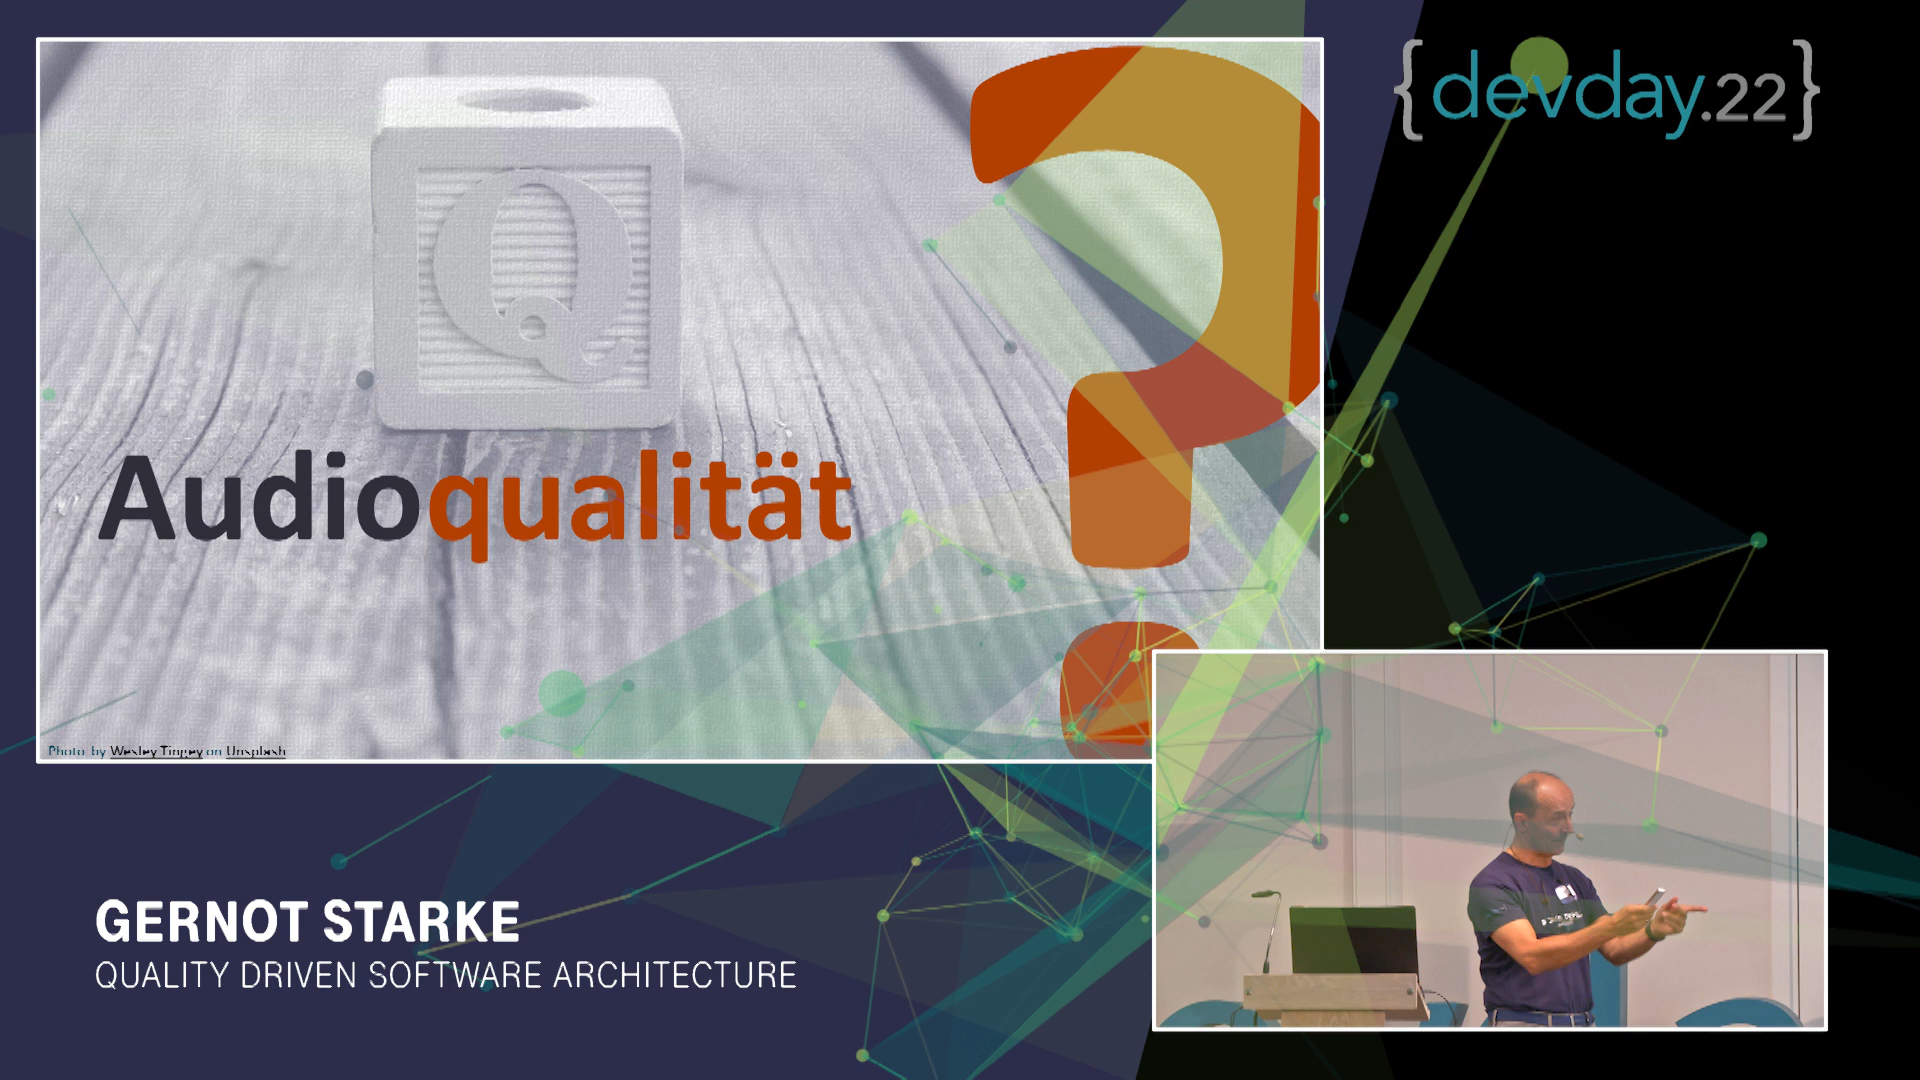 {devday.22}
Q
Audioqualität
?
Photo by Wesley Tingey on Unsplash
GERNOT STARKE
QUALITY DRIVEN SOFTWARE ARCHITECTURE